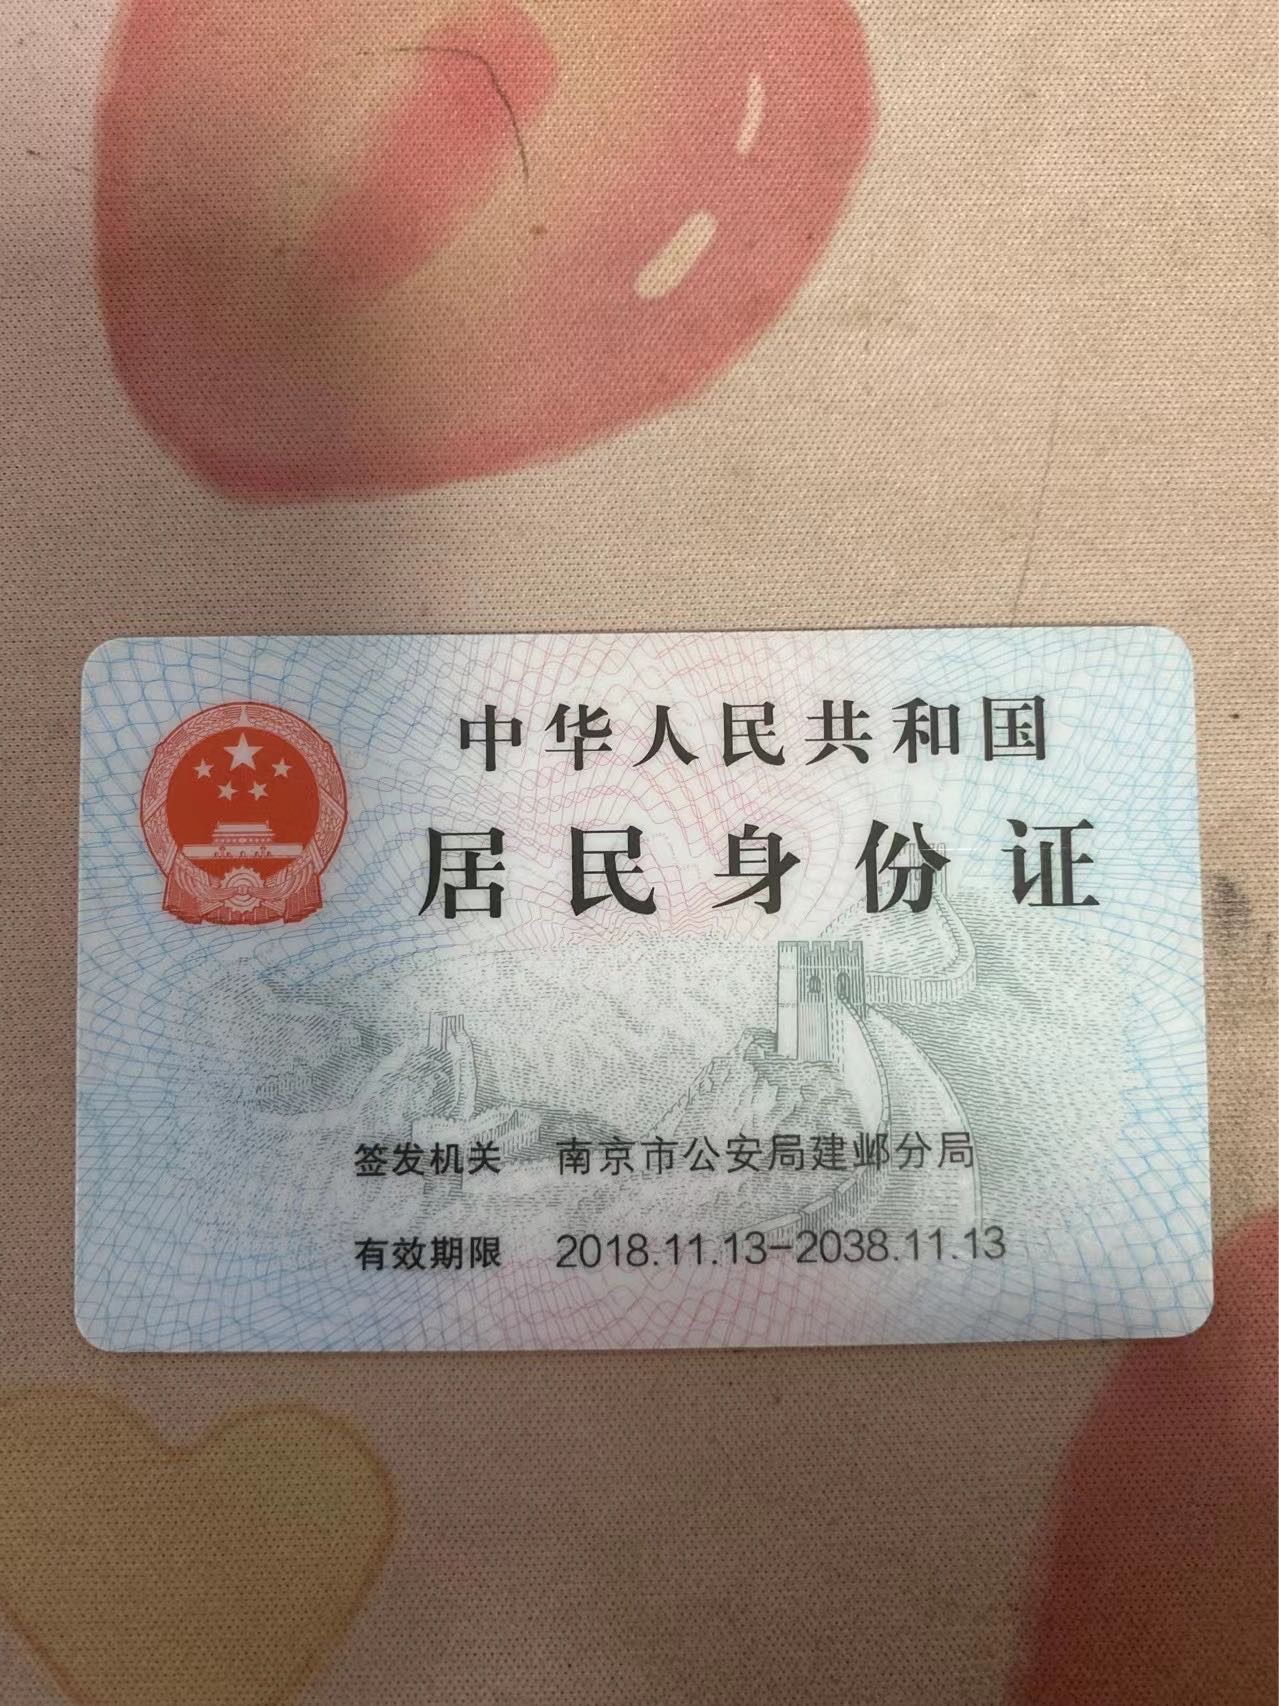 中华人民共和国
居民身份证
签发机关 南京市公安局建邺分局
有效期限 2018.11.13-2038.11.13